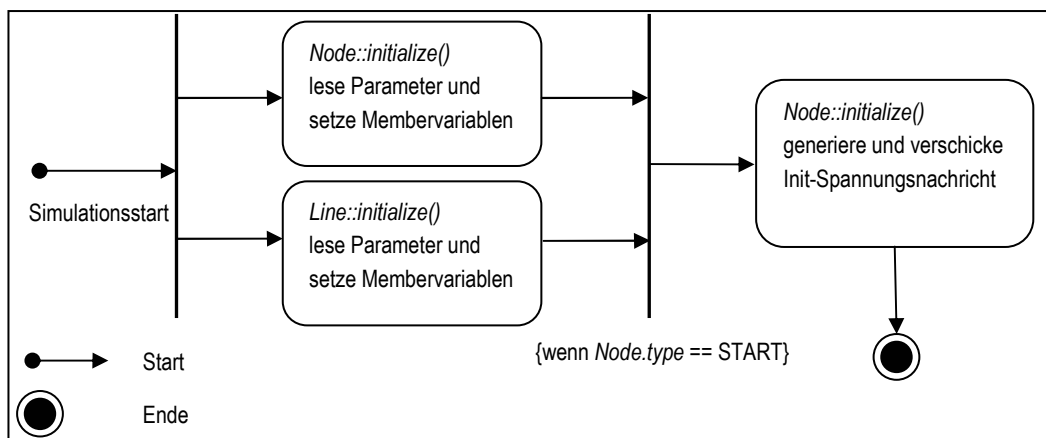 Node::initialize()
lese Parameter und
setze Membervariablen
Node::initialize()
generiere und verschicke
Init-Spannungsnachricht
Simulationsstart
Line::initialize()
lese Parameter und
setze Membervariablen
{wenn Node.type == START}
Start
Ende